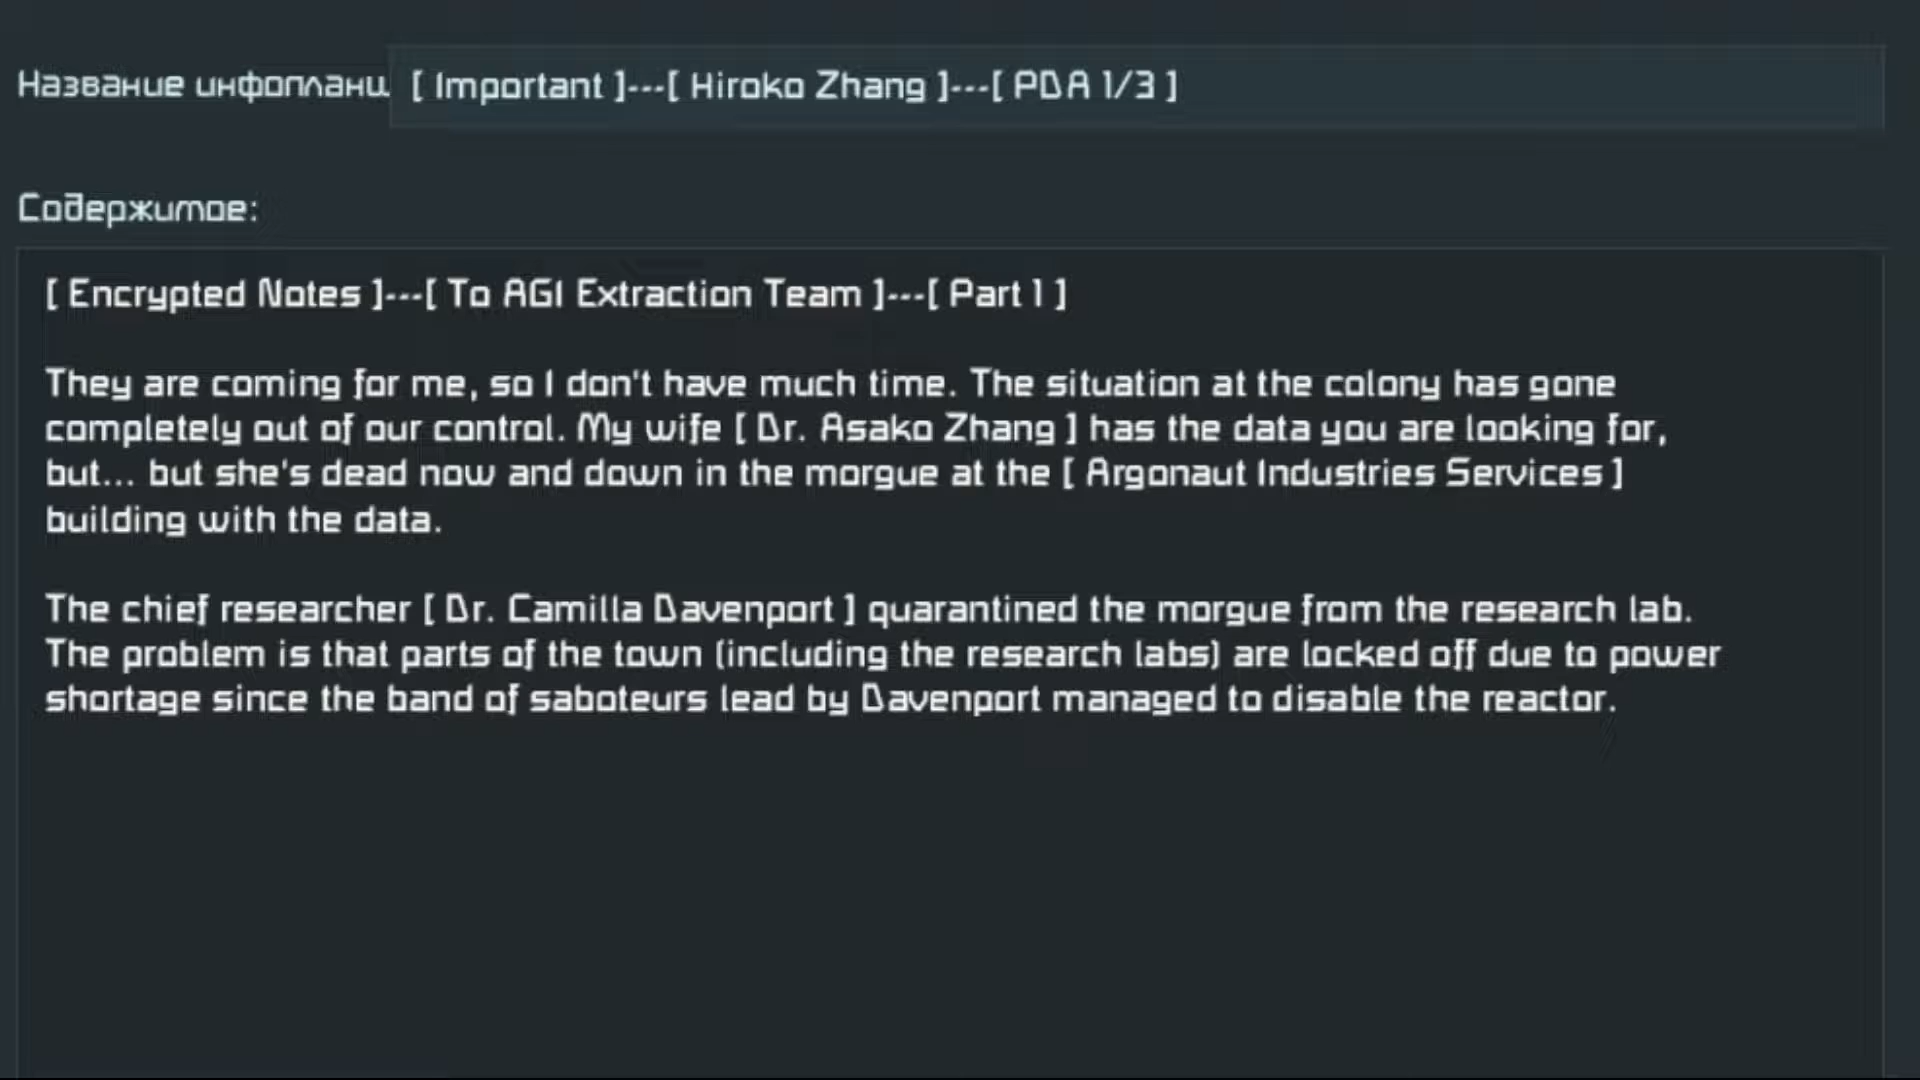 Название инфопланш
[ Important ]---[ Hiroko Zhang ]---[ PDA 1/3 ]
Содержимое:
[ Encrypted Notes ]---[ To AGI Extraction Team ]---[ Part 1 ]
They are coming for me, so I don't have much time. The situation at the colony has gone
completely out of our control. My wife [ Dr. Asako Zhang ] has the data you are looking for,
but... but she's dead now and down in the morgue at the [ Argonaut Industries Services ]
building with the data.
The chief researcher [ Dr. Camilla Davenport ] quarantined the morgue from the research lab.
The problem is that parts of the town (including the research labs) are locked off due to power
shortage since the band of saboteurs lead by Davenport managed to disable the reactor.